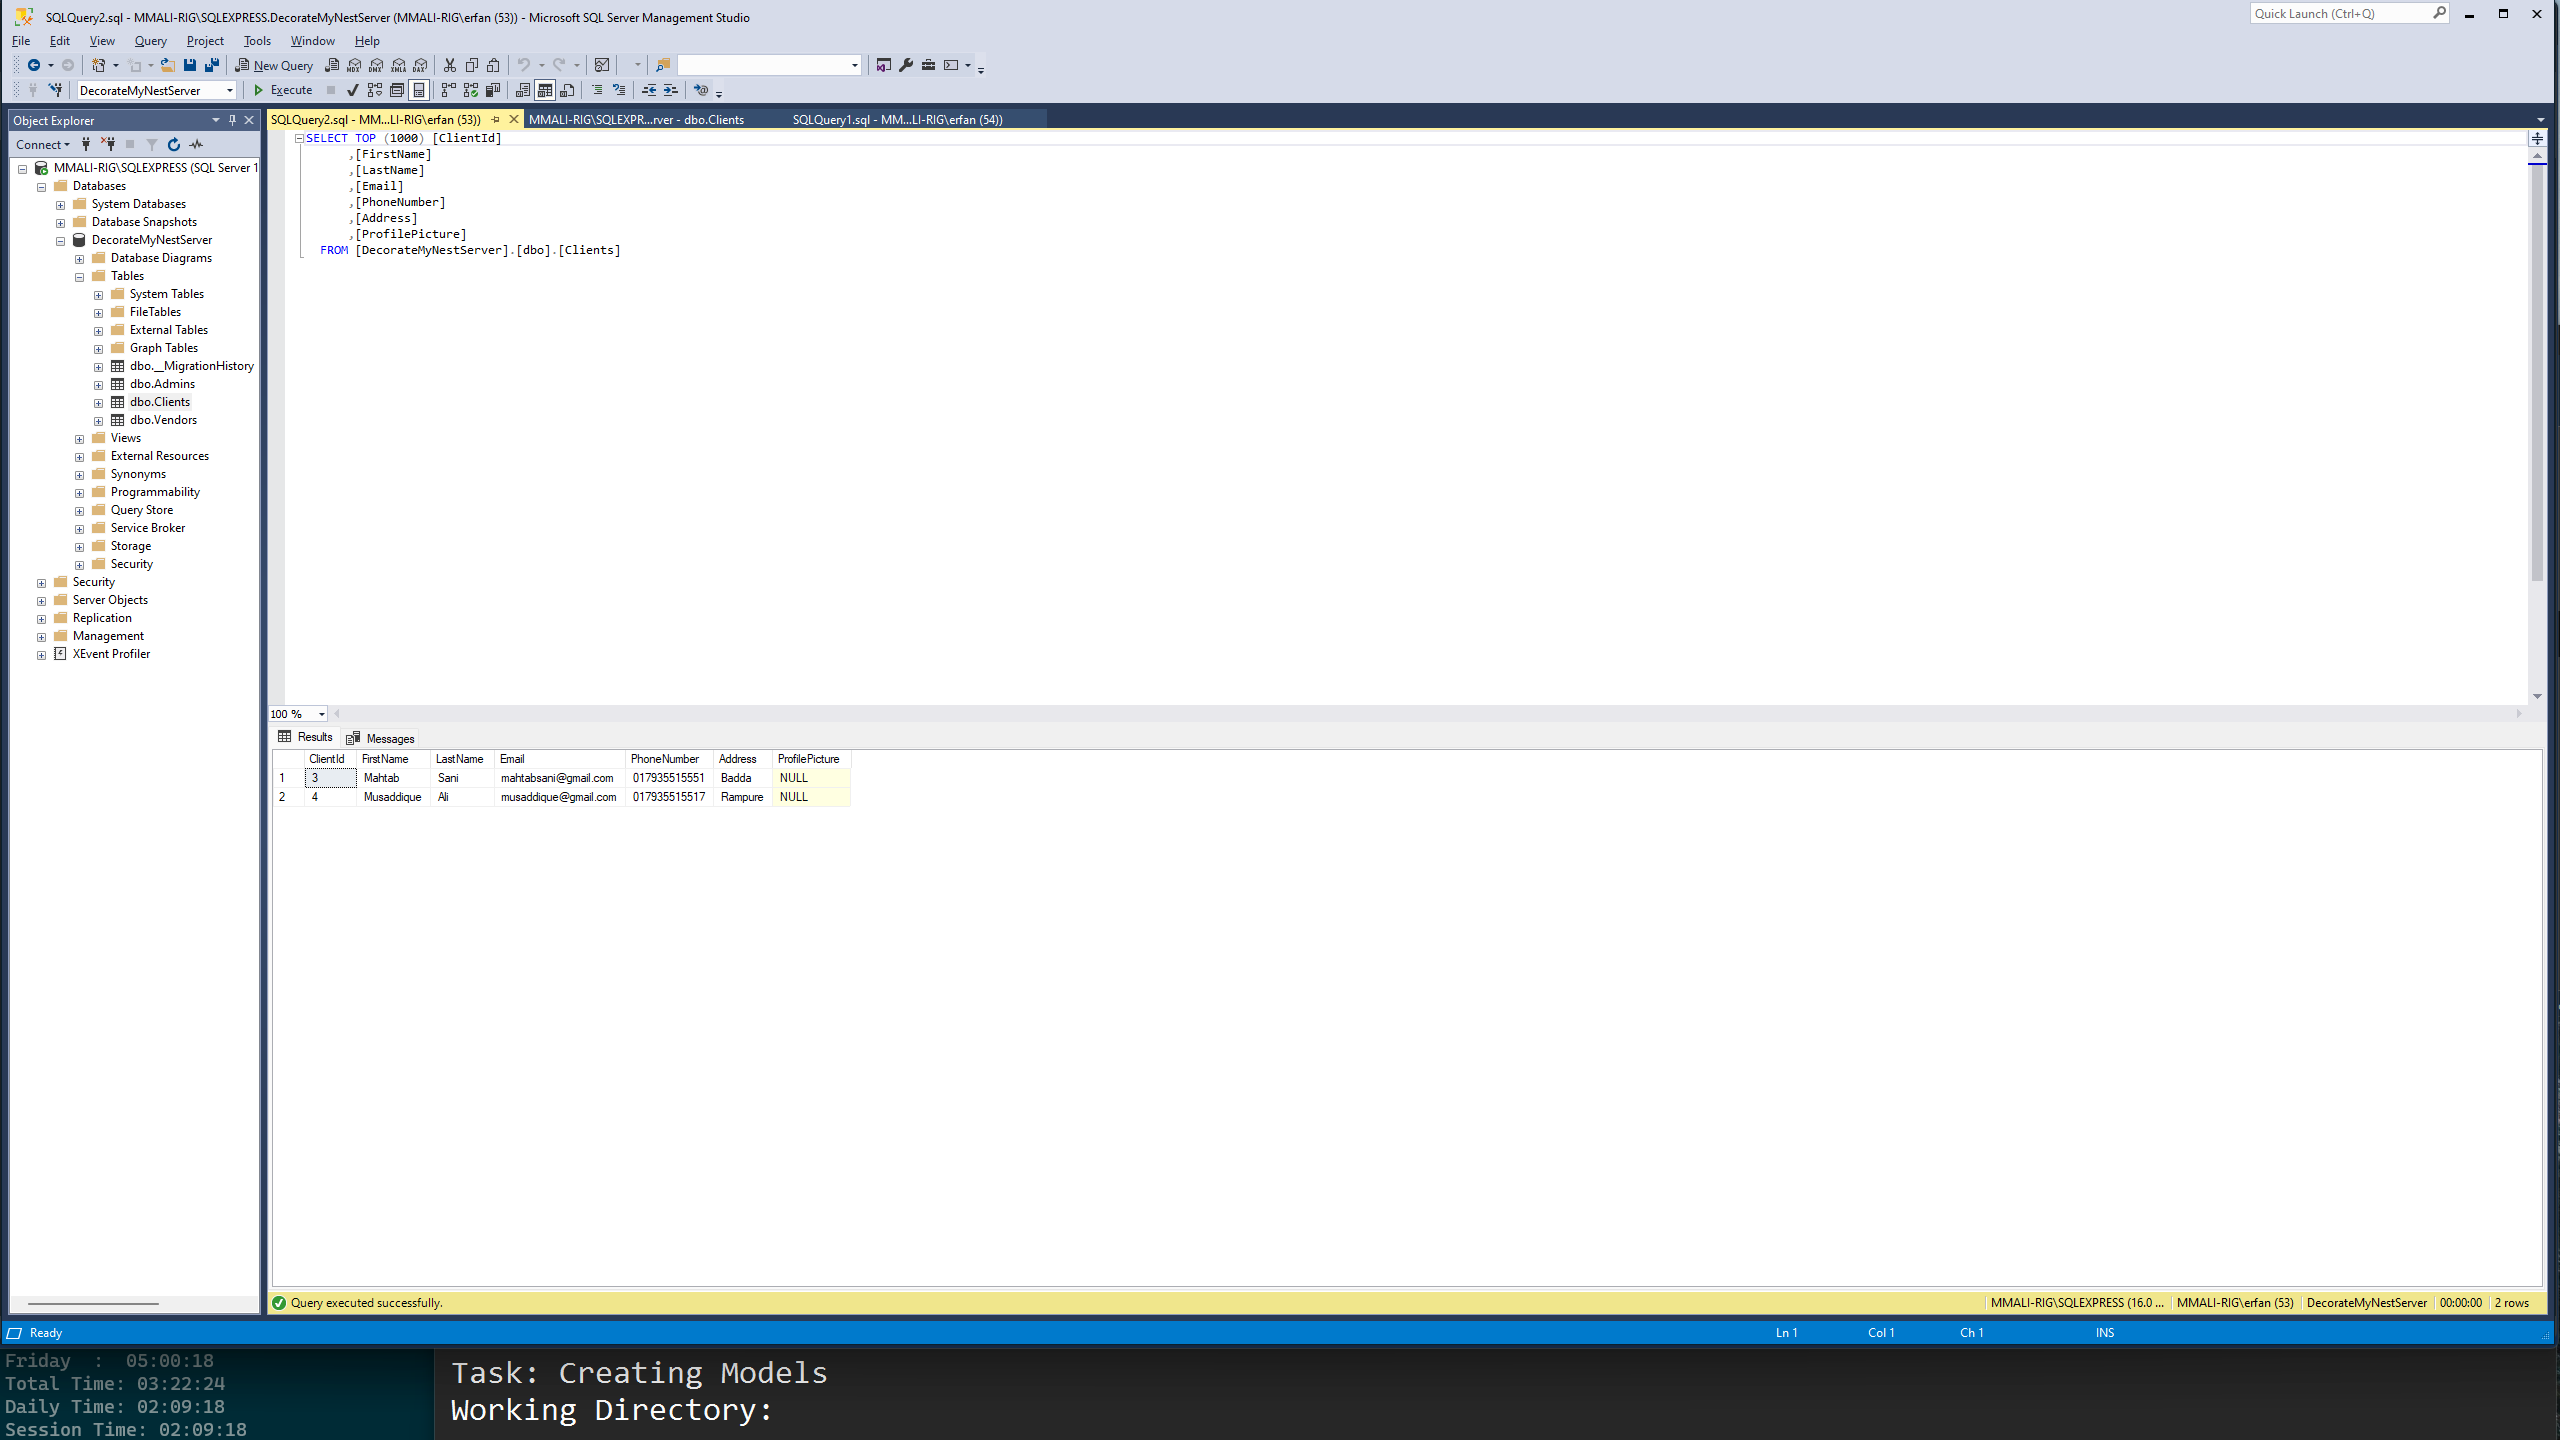 SQLQuery2.sql - MMALI-RIG\SQLEXPRESS.DecorateMyNestServer (MMALI-RIG\erfan (53)) - Microsoft SQL Server Management Studio
Quick Launch (Ctrl+Q)
File Edit View Query Project Tools Window Help
New Query
DecorateMyNestServer Execute
Object Explorer
Connect
MMALI-RIG\SQLEXPRESS (SQL Server 1
Databases
System Databases
Database Snapshots
DecorateMyNestServer
Database Diagrams
Tables
System Tables
FileTables
External Tables
Graph Tables
dbo.__MigrationHistory
dbo.Admins
dbo.Clients
dbo.Vendors
Views
External Resources
Synonyms
Programmability
Query Store
Service Broker
Storage
Security
Security
Server Objects
Replication
Management
XEvent Profiler
SQLQuery2.sql - MM...LI-RIG\erfan (53)) MMALI-RIG\SQLEXPR...rver - dbo.Clients SQLQuery1.sql - MM...LI-RIG\erfan (54))
SELECT TOP (1000) [ClientId]
,[FirstName]
,[LastName]
,[Email]
,[PhoneNumber]
,[Address]
,[ProfilePicture]
FROM [DecorateMyNestServer].[dbo].[Clients]
100 %
Results Messages
ClientId FirstName LastName Email PhoneNumber Address ProfilePicture
1 3 Mahtab Sani mahtabsani@gmail.com 017935515551 Badda NULL
2 4 Musaddique Ali musaddique@gmail.com 017935515517 Rampure NULL
Query executed successfully. MMALI-RIG\SQLEXPRESS (16.0 ... MMALI-RIG\erfan (53) DecorateMyNestServer 00:00:00 2 rows
Ready Ln 1 Col 1 Ch 1 INS
Friday : 05:00:18
Total Time: 03:22:24
Daily Time: 02:09:18
Session Time: 02:09:18
Task: Creating Models
Working Directory: